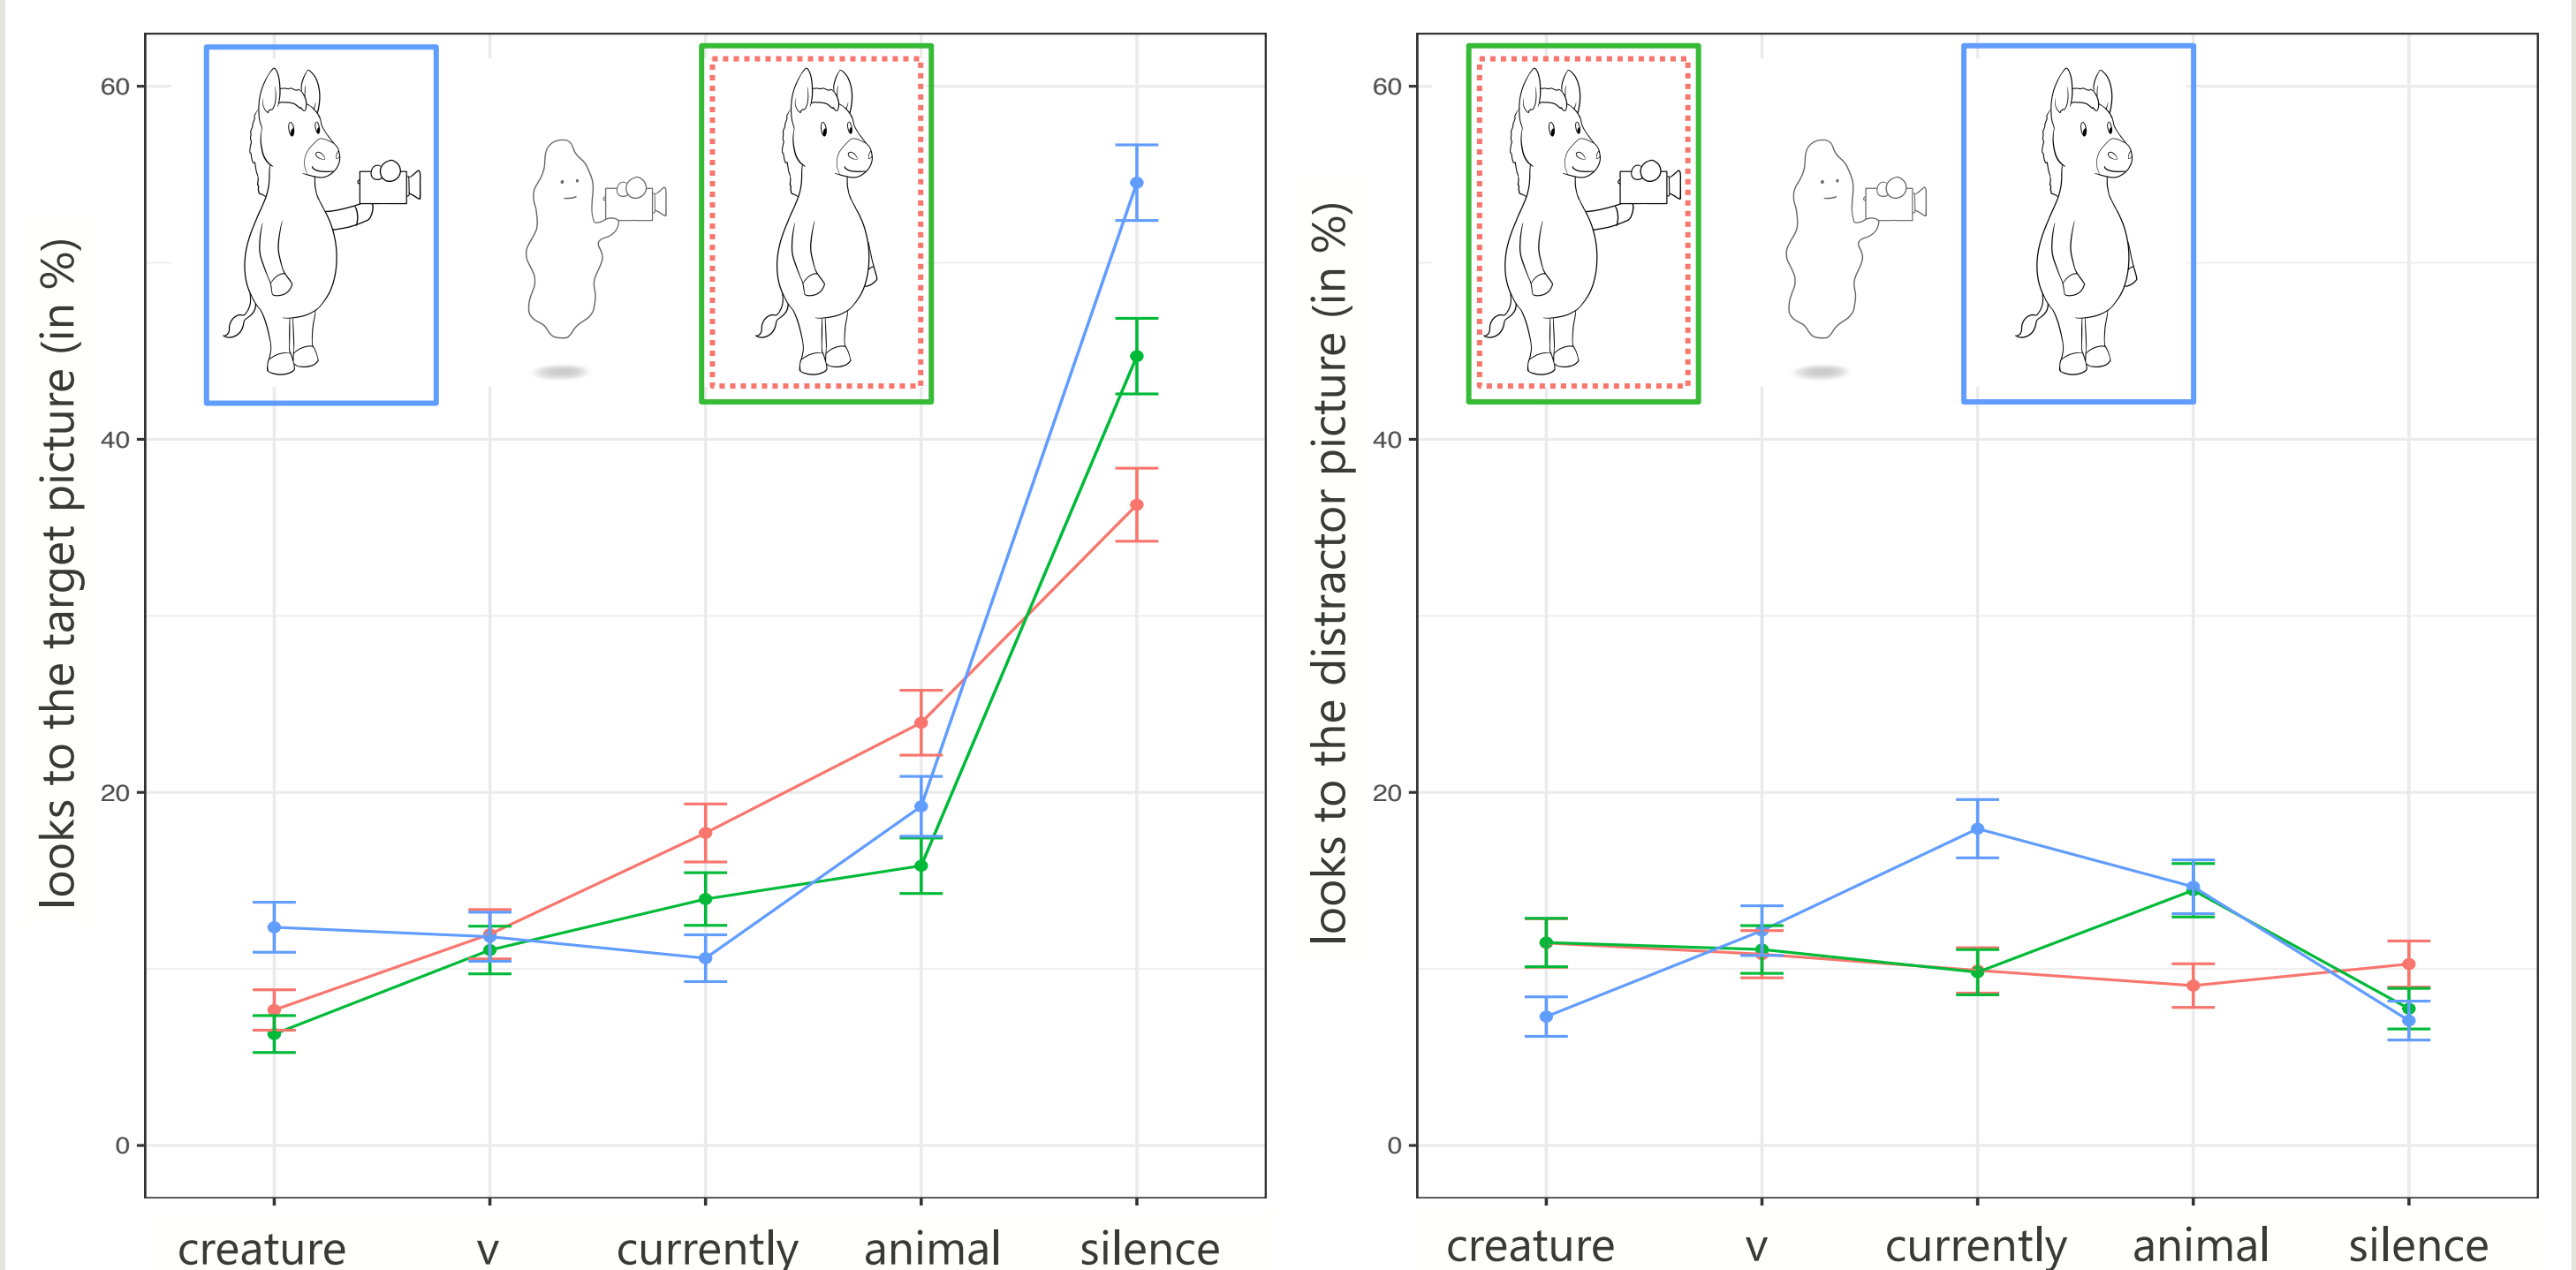 looks to the target picture (in %)
60
40
20
0
creature v currently animal silence
looks to the distractor picture (in %)
60
40
20
0
creature v currently animal silence